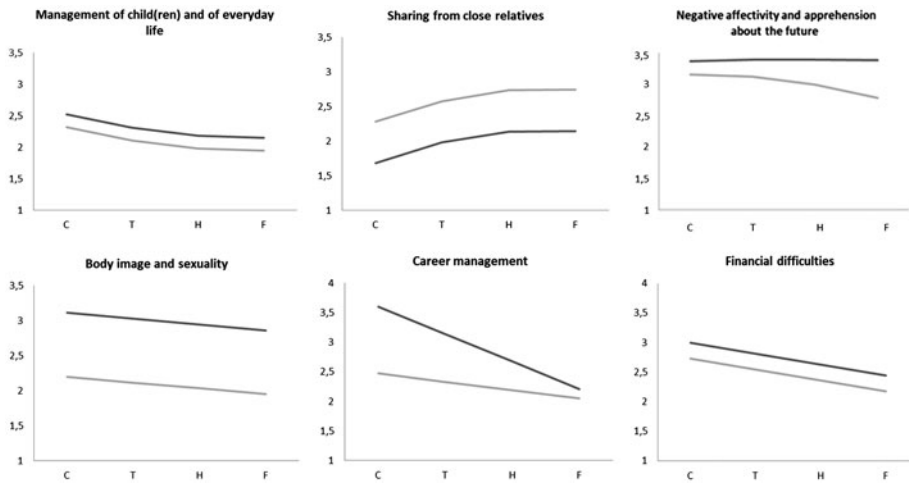 Management of child(ren) and of everyday
life
3,5
3
2,5
2
1,5
1
C T H F
Sharing from close relatives
3,5
3
2,5
2
1,5
1
C T H F
Negative affectivity and apprehension
about the future
3,5
3
2,5
2
1,5
1
C T H F
Body image and sexuality
3,5
3
2,5
2
1,5
1
C T H F
Career management
4
3,5
3
2,5
2
1,5
1
C T H F
Financial difficulties
4
3,5
3
2,5
2
1,5
1
C T H F